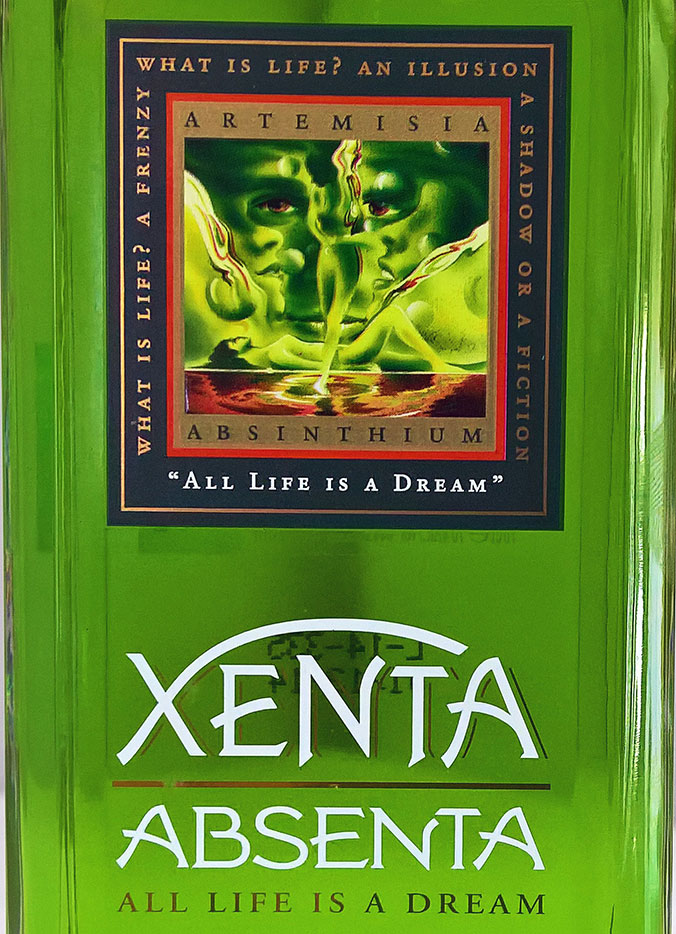 WHAT IS LIFE? A FRENZY
WHAT IS LIFE? AN ILLUSION
A SHADOW OR A FICTION
ARTEMISIA
ABSINTHIUM
“ALL LIFE IS A DREAM”
XENTA
ABSENTA
ALL LIFE IS A DREAM